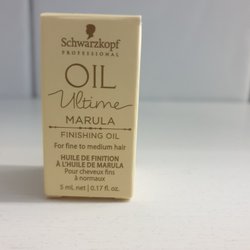 Schwarzkopf
PROFESSIONAL
OIL
Ultime
MARULA
FINISHING OIL
For fine to medium hair
HUILE DE FINITION
À L'HUILE DE MARULA
Pour cheveux fins
à normaux
5 mL ℮ | 0.17 fl. oz.